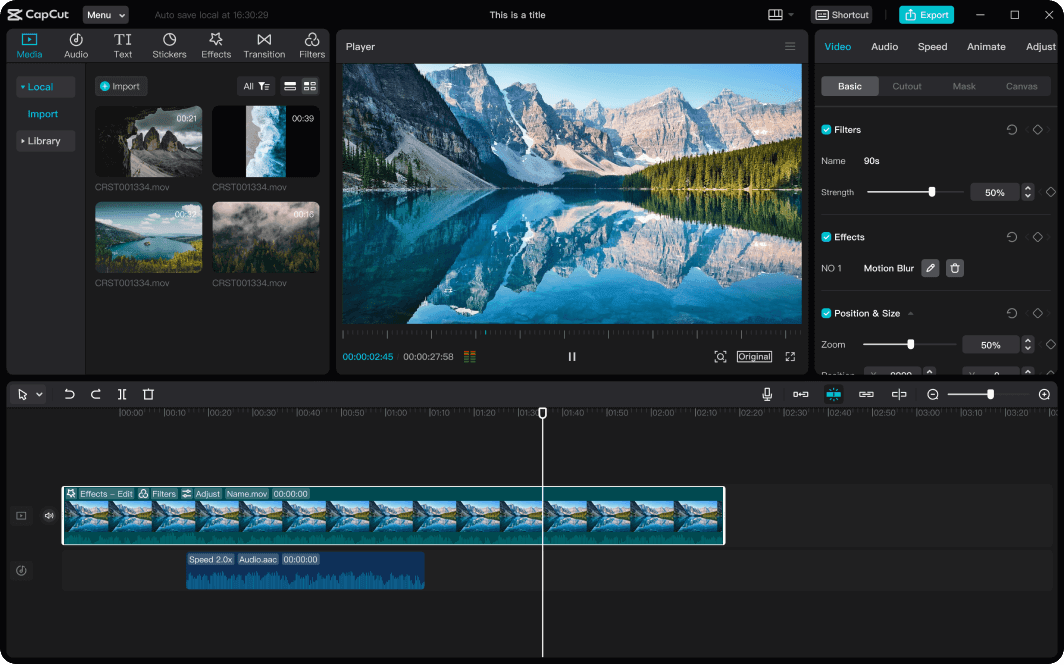 CapCut
Menu
Auto save local at 16:30:29
This is a title
Shortcut
Export
Media
Audio
Text
Stickers
Effects
Transition
Filters
Local
Import
Library
Import
All
00:21
CRST001334.mov
00:39
CRST001334.mov
00:32
CRST001334.mov
00:16
CRST001334.mov
Player
00:00:02:45
00:00:27:58
Original
Video
Audio
Speed
Animate
Adjust
Basic
Cutout
Mask
Canvas
Filters
Name 90s
Strength 50%
Effects
NO 1 Motion Blur
Position & Size
Zoom 50%
00:00
00:10
00:20
00:30
00:40
00:50
01:00
01:10
01:20
01:40
01:50
02:00
02:10
02:20
02:30
02:40
02:50
03:00
03:10
03:20
Effects – Edit Filters Adjust Name.mov 00:00:00
Speed 2.0x Audio.aac 00:00:00